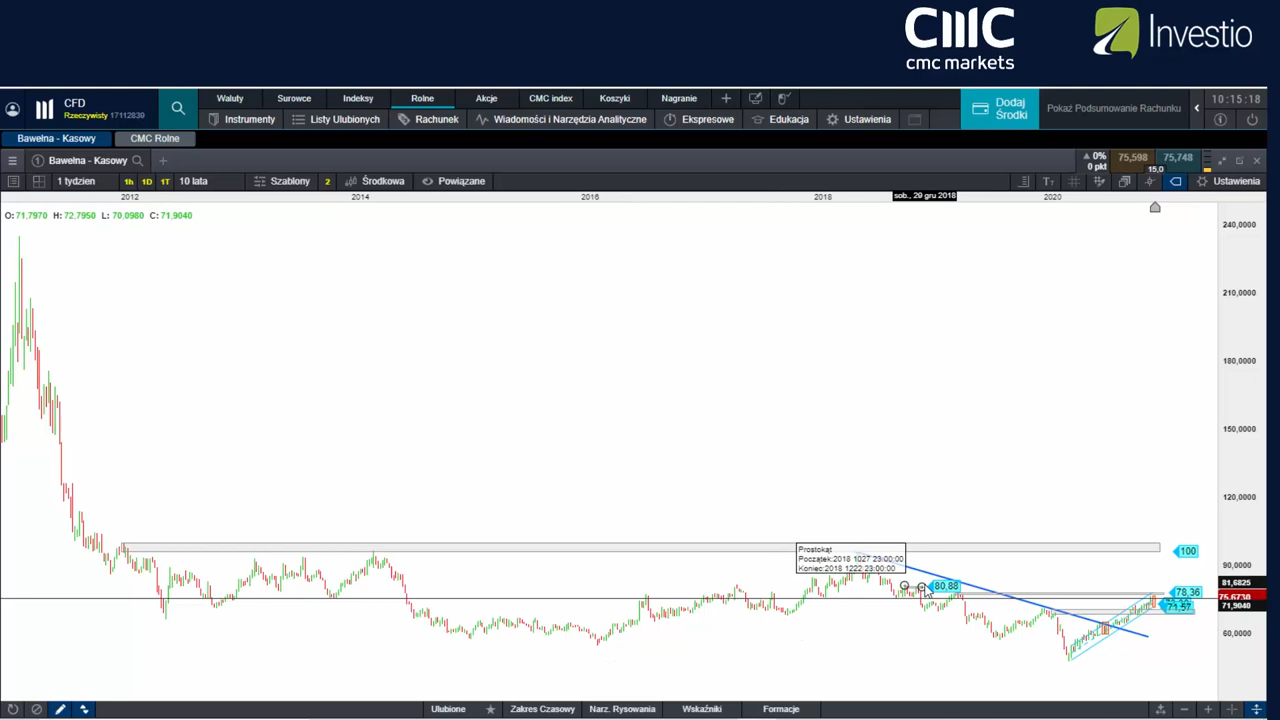 CMC
cmc markets
Investio
CFD
Rzeczywisty 17112839
Waluty Surowce Indeksy Rolne Akcje CMC index Koszyki Nagranie
Instrumenty Listy Ulubionych Rachunek Wiadomości i Narzędzia Analityczne Ekspresowe Edukacja Ustawienia
Dodaj Środki
Pokaż Podsumowanie Rachunku
10:15:18
Bawełna - Kasowy CMC Rolne
1 Bawełna - Kasowy
0%
0 pkt
75,598 75,748
15,0
1 tydzien 1h 1D 1T 10 lata Szablony 2 Środkowa Powiązane Ustawienia
2012 2014 2016 2018 sob., 29 gru 2018 2020
O: 71,7970 H: 72,7950 L: 70,0980 C: 71,9040
240,0000
210,0000
180,0000
150,0000
120,0000
90,0000
60,0000
Prostokąt
Początek:2018 1027 23:00:00
Koniec:2018 1222 23:00:00
100
80,88
81,6825
78,36
75,6730
71,9040
71,57
Ulubione Zakres Czasowy Narz. Rysowania Wskaźniki Formacje